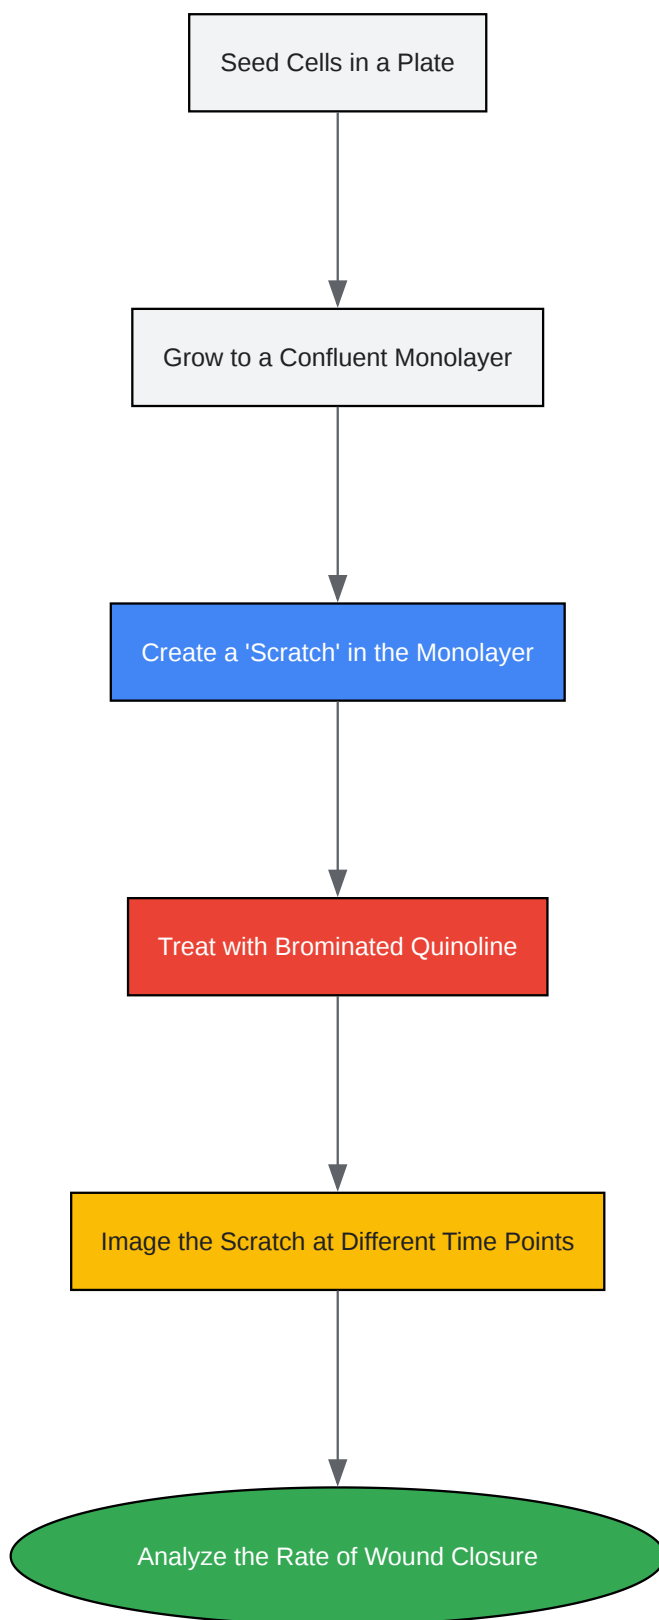 Seed Cells in a Plate
Grow to a Confluent Monolayer
Create a 'Scratch' in the Monolayer
Treat with Brominated Quinoline
Image the Scratch at Different Time Points
Analyze the Rate of Wound Closure